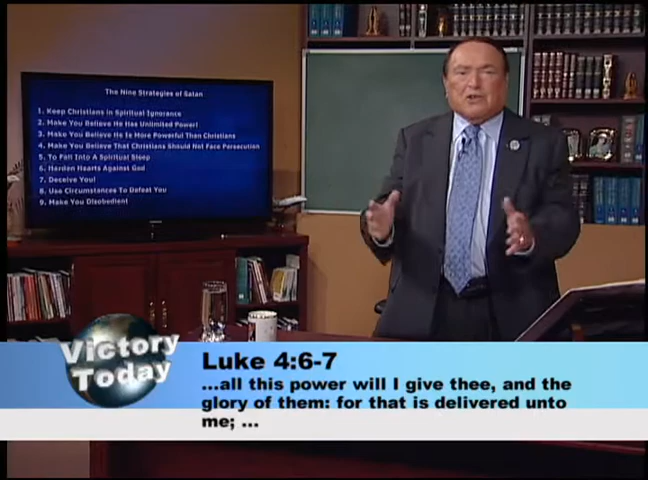 The Nine Strategies of Satan
1. Keep Christians in Spiritual Ignorance
2. Make You Believe He Has Unlimited Power!
3. Make You Believe He Is More Powerful Than Christians
4. Make You Believe That Christians Should Not Face Persecution
5. To Fall Into A Spiritual Sleep
6. Harden Hearts Against God
7. Deceive You!
8. Use Circumstances To Defeat You
9. Make You Disobedient
Victory
Today
Luke 4:6-7
...all this power will I give thee, and the
glory of them: for that is delivered unto
me; ...